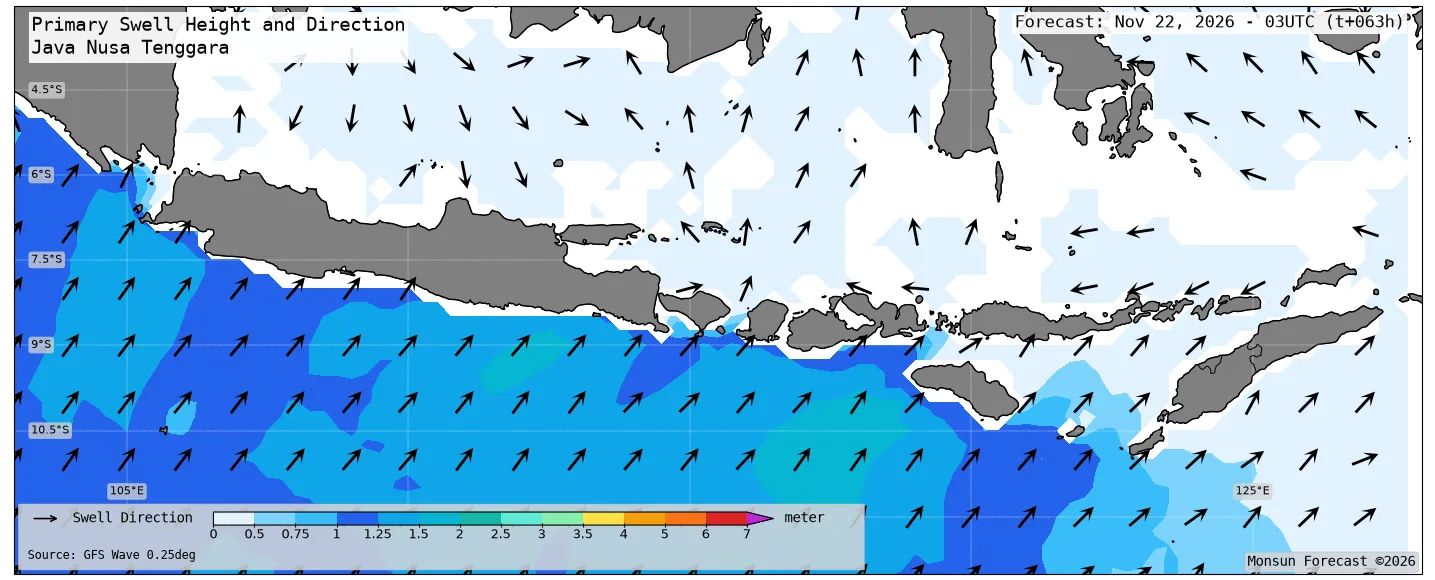 Primary Swell Height and Direction
Java Nusa Tenggara
Forecast: Nov 22, 2026 - 03UTC (t+063h)
4.5°S
6°S
7.5°S
9°S
10.5°S
105°E
125°E
Swell Direction
0 0.5 0.75 1 1.25 1.5 2 2.5 3 3.5 4 5 6 7
meter
Source: GFS Wave 0.25deg
Monsun Forecast ©2026